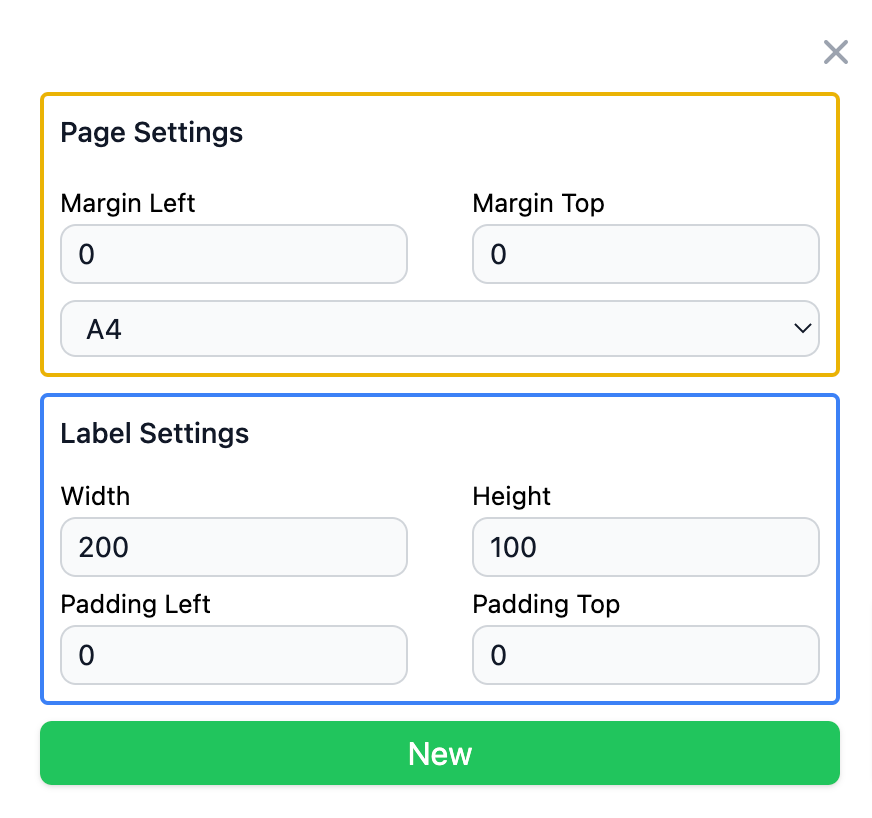 Page Settings
Margin Left Margin Top
0 0
A4
Label Settings
Width Height
200 100
Padding Left Padding Top
0 0
New